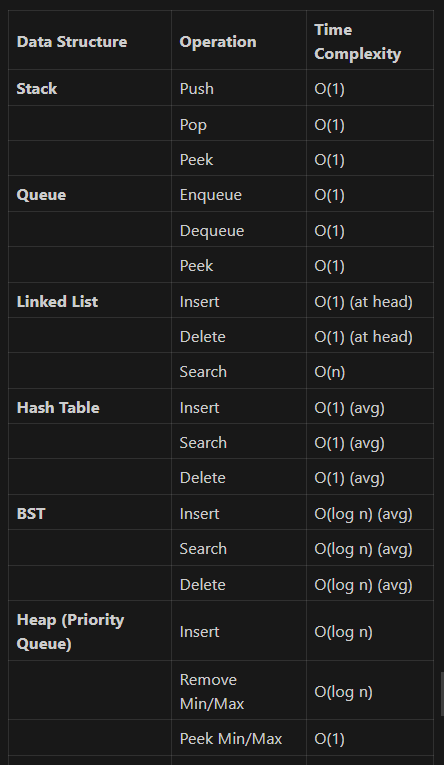 Data Structure Operation Time
Complexity
Stack Push O(1)
Pop O(1)
Peek O(1)
Queue Enqueue O(1)
Dequeue O(1)
Peek O(1)
Linked List Insert O(1) (at head)
Delete O(1) (at head)
Search O(n)
Hash Table Insert O(1) (avg)
Search O(1) (avg)
Delete O(1) (avg)
BST Insert O(log n) (avg)
Search O(log n) (avg)
Delete O(log n) (avg)
Heap (Priority
Queue) Insert O(log n)
Remove
Min/Max O(log n)
Peek Min/Max O(1)